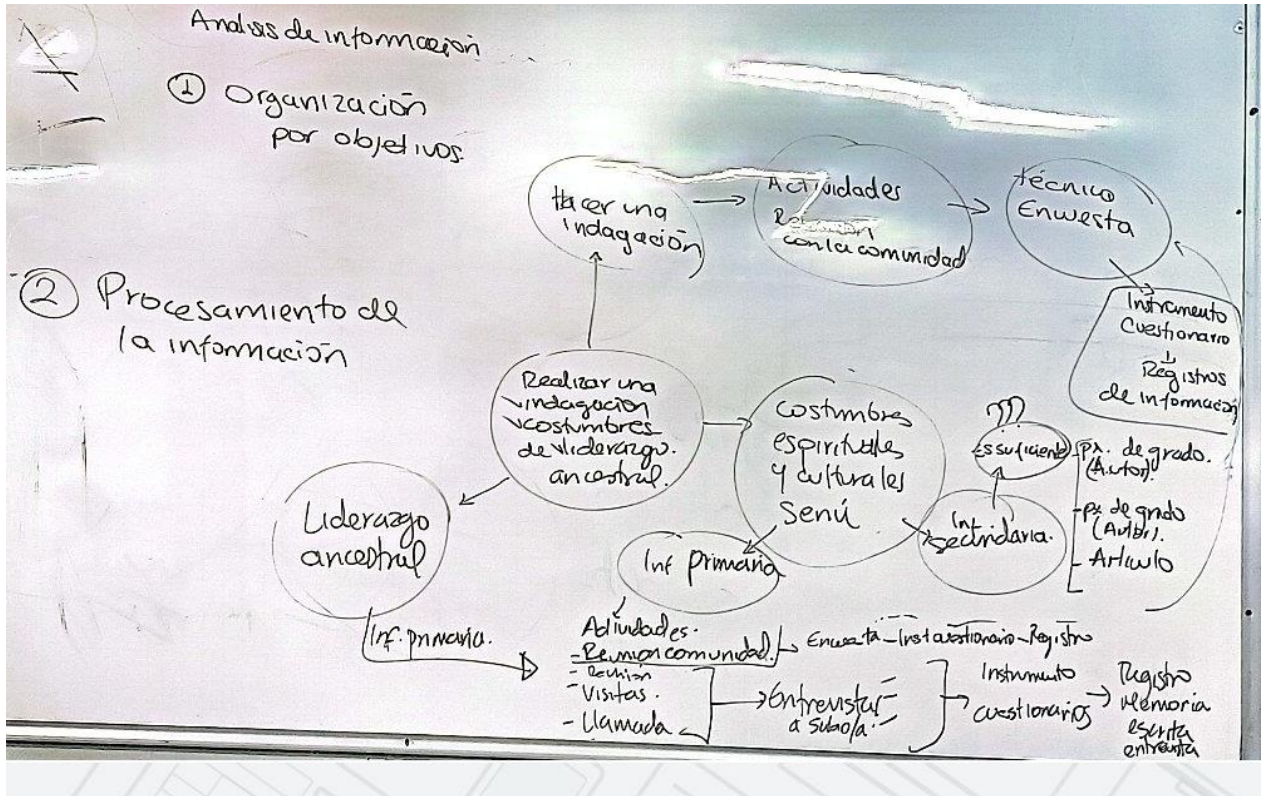 Analisis de información
① Organización
por objetivos.
② Procesamiento de
la información
Hacer una
indagación
Actividades
Reunión
con la comunidad
técnica
Encuesta
Instrumento
Cuestionario
Registros
de información
Realizar una
indagación
costumbres
de liderazgo
ancestral.
costumbres
espirituales
y culturales
Senú
???
Es suficiente
Inf
secundaria.
- px. de grado.
(Autor).
- px de grado
(Autor).
- Articulo
Liderazgo
ancestral
Inf. primaria.
Inf primaria
Actividades.
- Reunion comunidad.
- Reunión
- Visitas.
- Llamada
Encuesta - Inst cuestionario - Registro
Entrevistas
a
Instrumento
cuestionarios
Registro
Memoria
escrita
entrevista